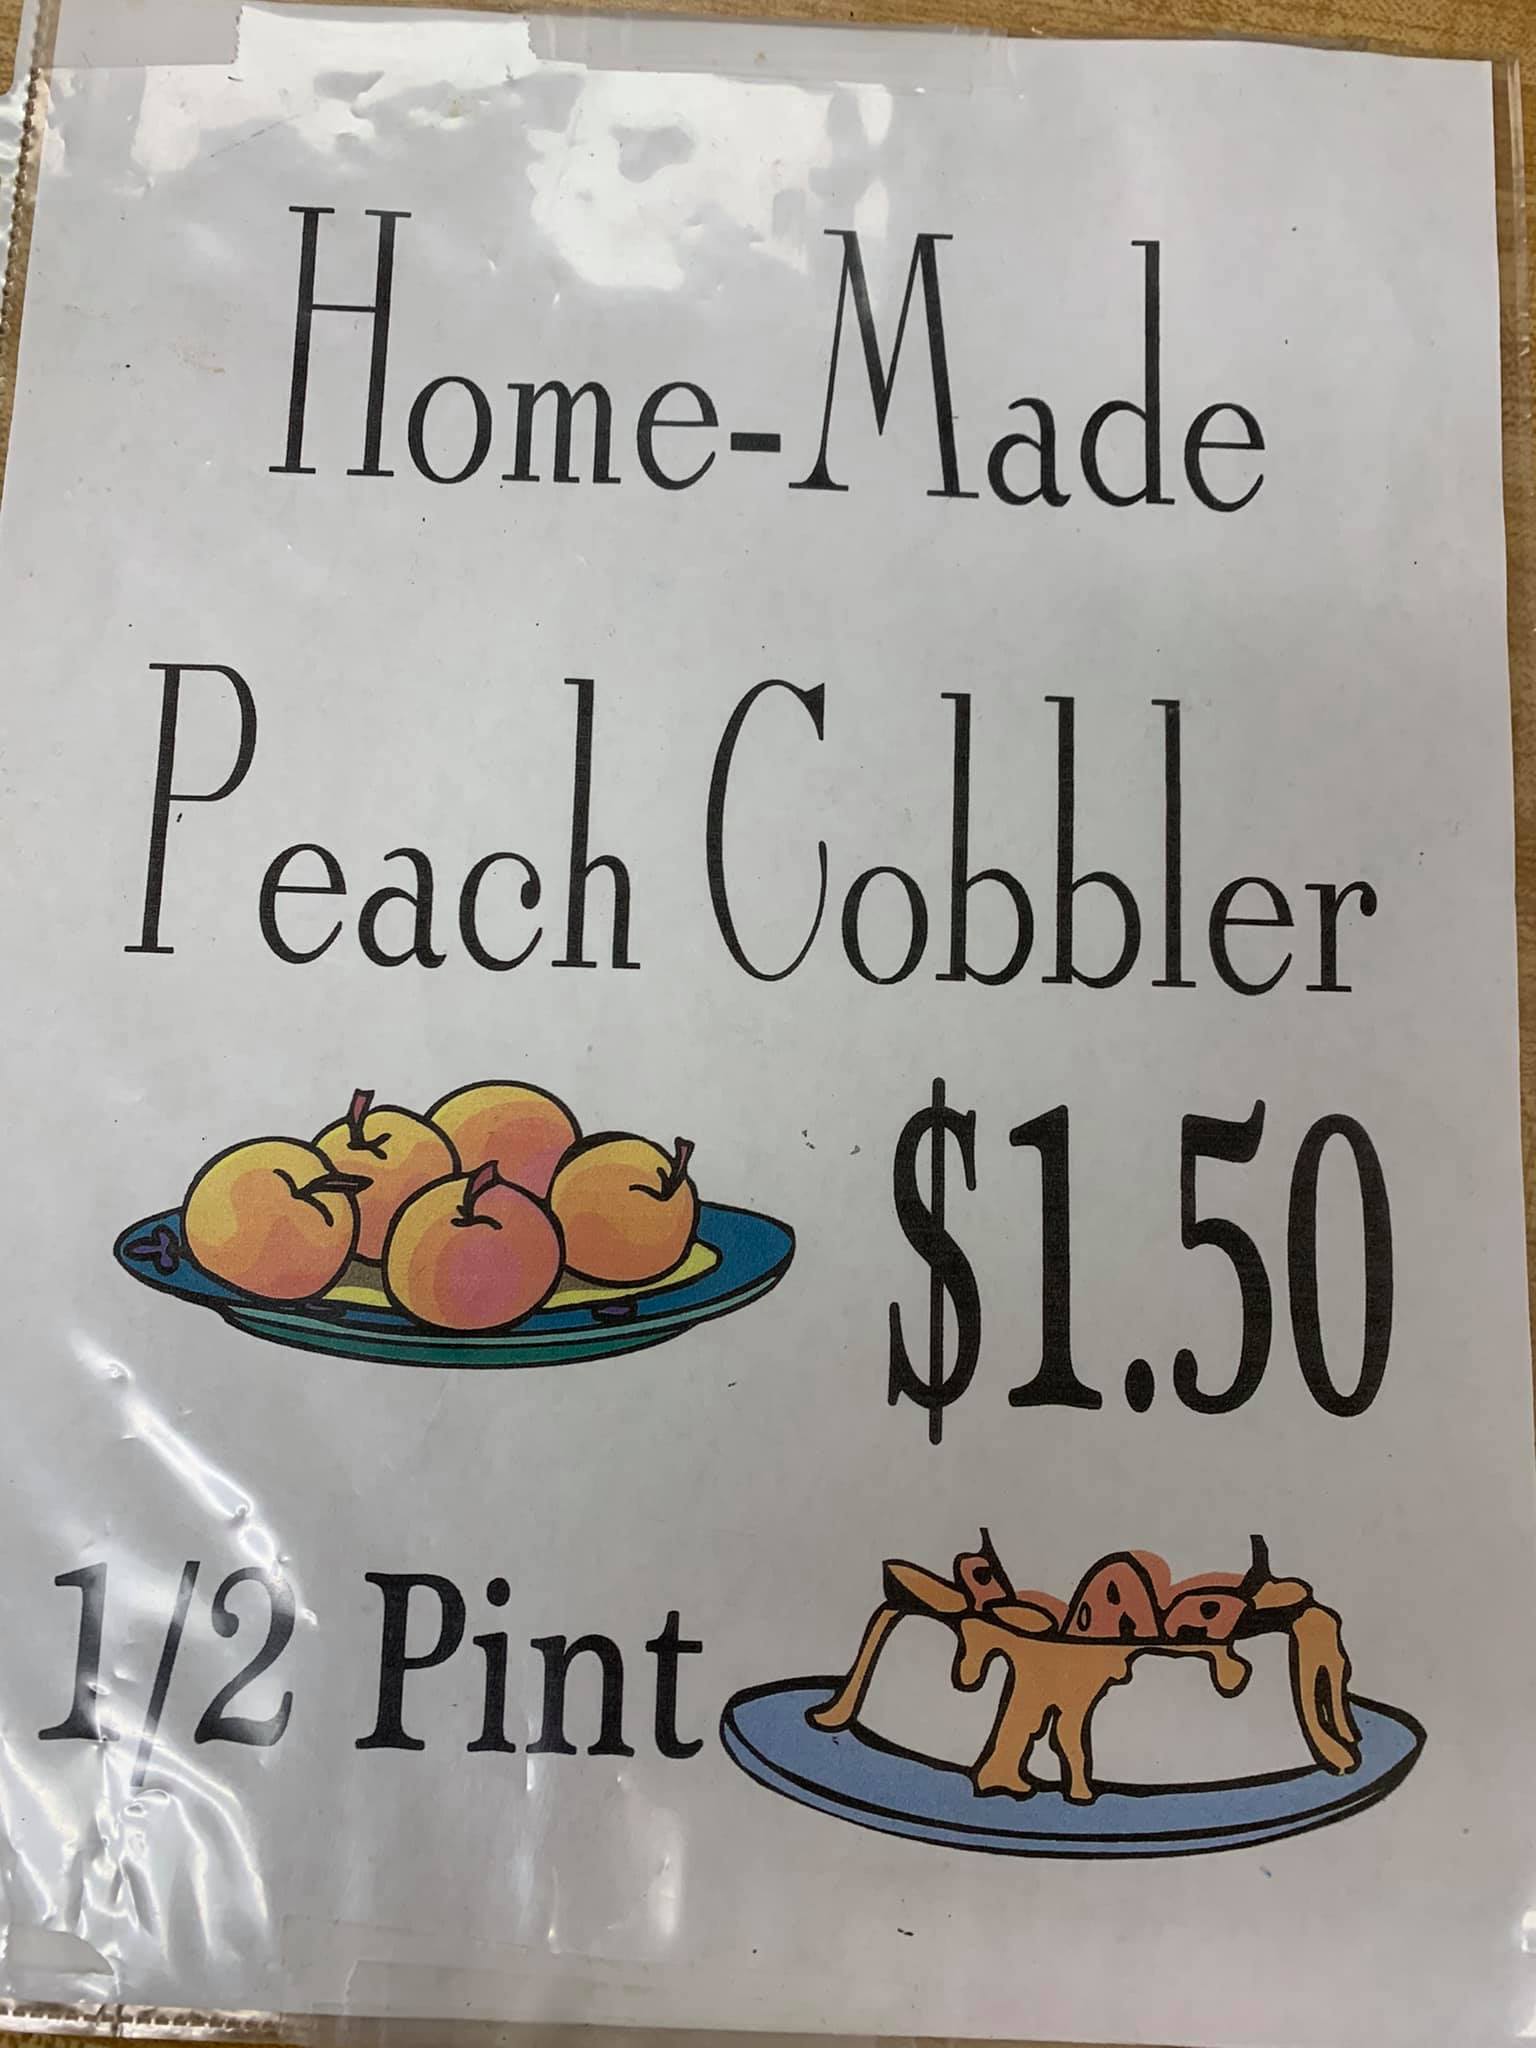 Home-Made
Peach Cobbler
$1.50
1/2 Pint